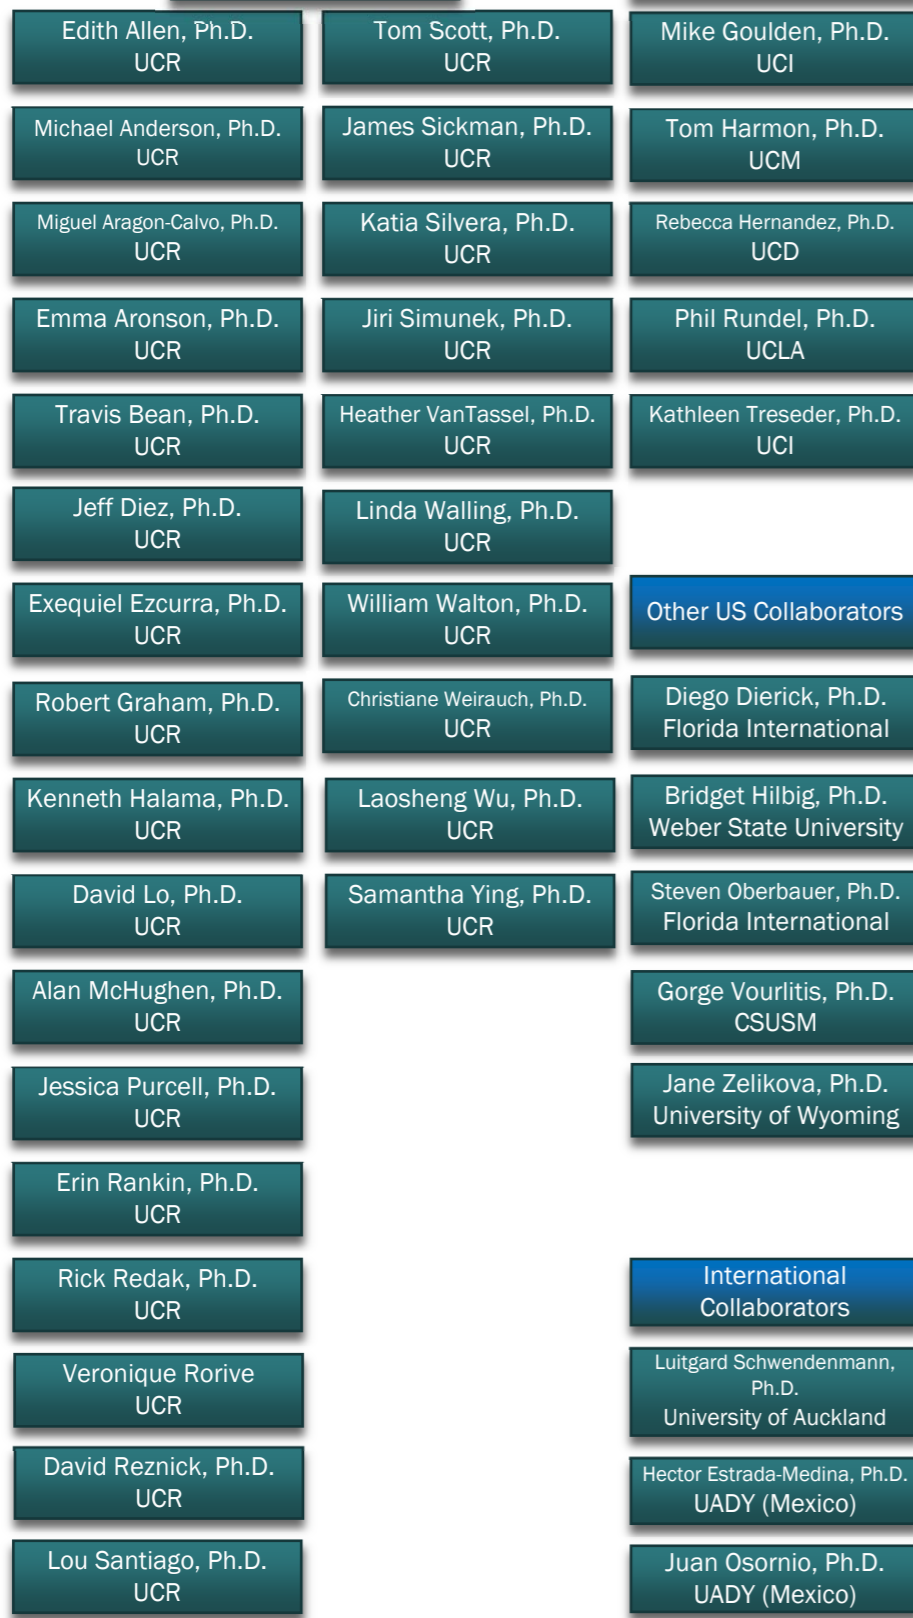 Edith Allen, Ph.D.
UCR
Michael Anderson, Ph.D.
UCR
Miguel Aragon-Calvo, Ph.D.
UCR
Emma Aronson, Ph.D.
UCR
Travis Bean, Ph.D.
UCR
Jeff Diez, Ph.D.
UCR
Exequiel Ezcurra, Ph.D.
UCR
Robert Graham, Ph.D.
UCR
Kenneth Halama, Ph.D.
UCR
David Lo, Ph.D.
UCR
Alan McHughen, Ph.D.
UCR
Jessica Purcell, Ph.D.
UCR
Erin Rankin, Ph.D.
UCR
Rick Redak, Ph.D.
UCR
Veronique Rorive
UCR
David Reznick, Ph.D.
UCR
Lou Santiago, Ph.D.
UCR
Tom Scott, Ph.D.
UCR
James Sickman, Ph.D.
UCR
Katia Silvera, Ph.D.
UCR
Jiri Simunek, Ph.D.
UCR
Heather VanTassel, Ph.D.
UCR
Linda Walling, Ph.D.
UCR
William Walton, Ph.D.
UCR
Christiane Weirauch, Ph.D.
UCR
Laosheng Wu, Ph.D.
UCR
Samantha Ying, Ph.D.
UCR
Mike Goulden, Ph.D.
UCI
Tom Harmon, Ph.D.
UCM
Rebecca Hernandez, Ph.D.
UCD
Phil Rundel, Ph.D.
UCLA
Kathleen Treseder, Ph.D.
UCI
Other US Collaborators
Diego Dierick, Ph.D.
Florida International
Bridget Hilbig, Ph.D.
Weber State University
Steven Oberbauer, Ph.D.
Florida International
Gorge Vourlitis, Ph.D.
CSUSM
Jane Zelikova, Ph.D.
University of Wyoming
International
Collaborators
Luitgard Schwendenmann,
Ph.D.
University of Auckland
Hector Estrada-Medina, Ph.D.
UADY (Mexico)
Juan Osornio, Ph.D.
UADY (Mexico)